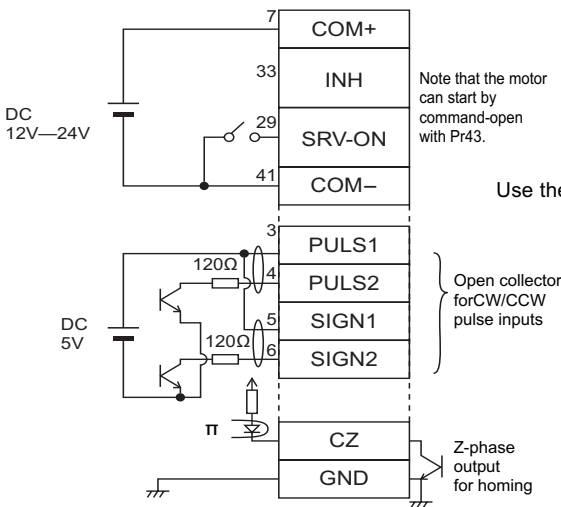 7
COM+
33
INH
Note that the motor
can start by
command-open
with Pr43.
DC
12V—24V
29
SRV-ON
41
COM–
Use the
3
PULS1
120Ω
4
PULS2
Open collector
forCW/CCW
pulse inputs
5
SIGN1
DC
5V
120Ω
6
SIGN2
π
CZ
Z-phase
output
for homing
GND